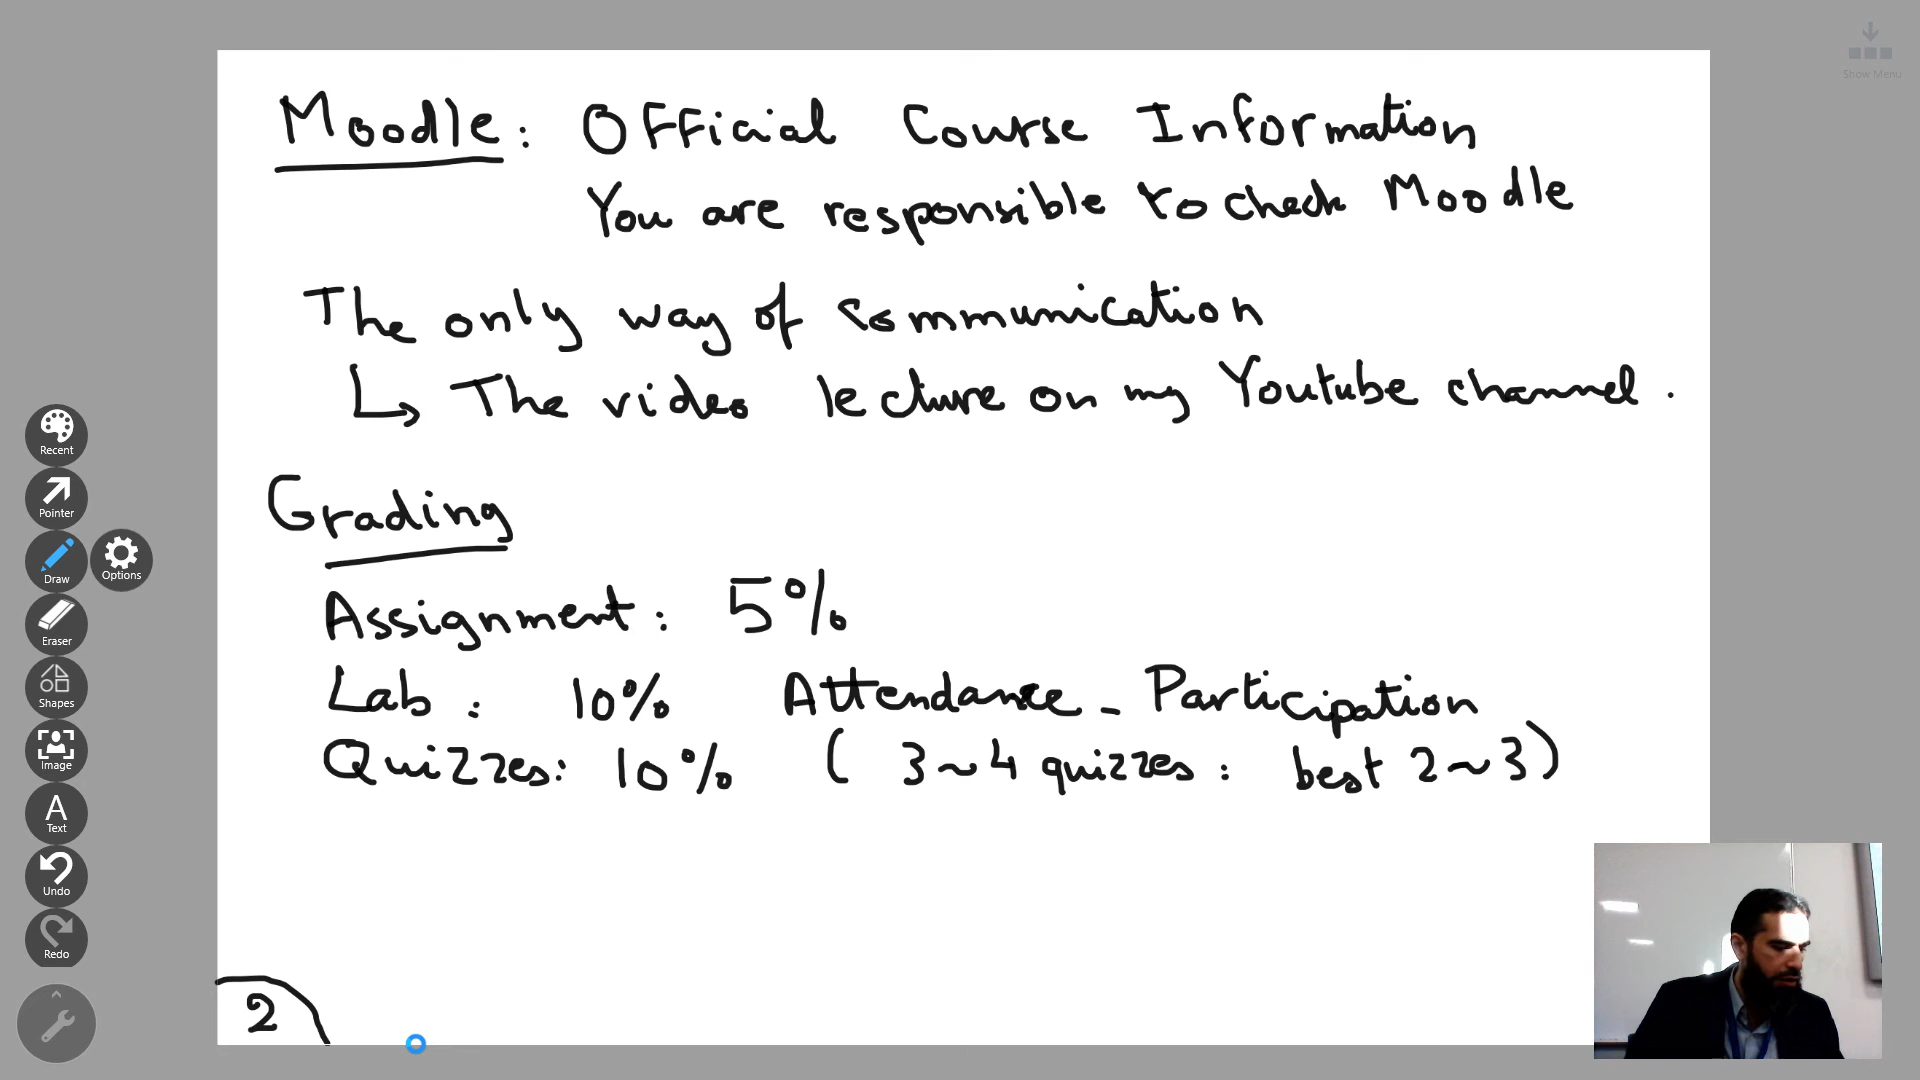 Show Menu
Moodle: Official Course Information
You are responsible to check Moodle
The only way of communication
↳ The video lecture on my Youtube channel.
Grading
Assignment: 5%
Lab: 10% Attendance - Participation
Quizzes: 10% (3~4 quizzes: best 2~3)
2
Recent
Pointer
Draw
Options
Eraser
Shapes
Image
A
Text
Undo
Redo